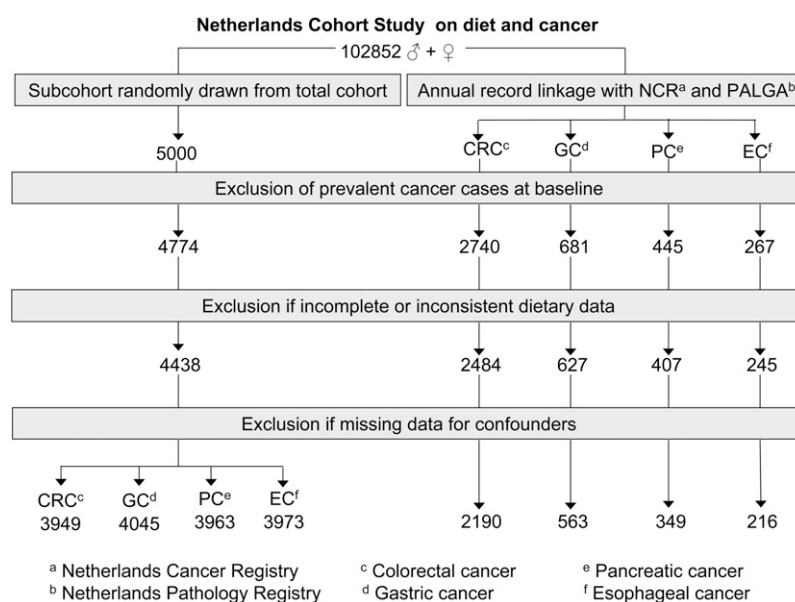 Netherlands Cohort Study on diet and cancer
102852 ♂ + ♀
Subcohort randomly drawn from total cohort
Annual record linkage with NCRᵃ and PALGAᵇ
5000
CRCᶜ GCᵈ PCᵉ ECᶠ
Exclusion of prevalent cancer cases at baseline
4774 2740 681 445 267
Exclusion if incomplete or inconsistent dietary data
4438 2484 627 407 245
Exclusion if missing data for confounders
CRCᶜ GCᵈ PCᵉ ECᶠ
3949 4045 3963 3973 2190 563 349 216
ᵃ Netherlands Cancer Registry ᶜ Colorectal cancer ᵉ Pancreatic cancer
ᵇ Netherlands Pathology Registry ᵈ Gastric cancer ᶠ Esophageal cancer